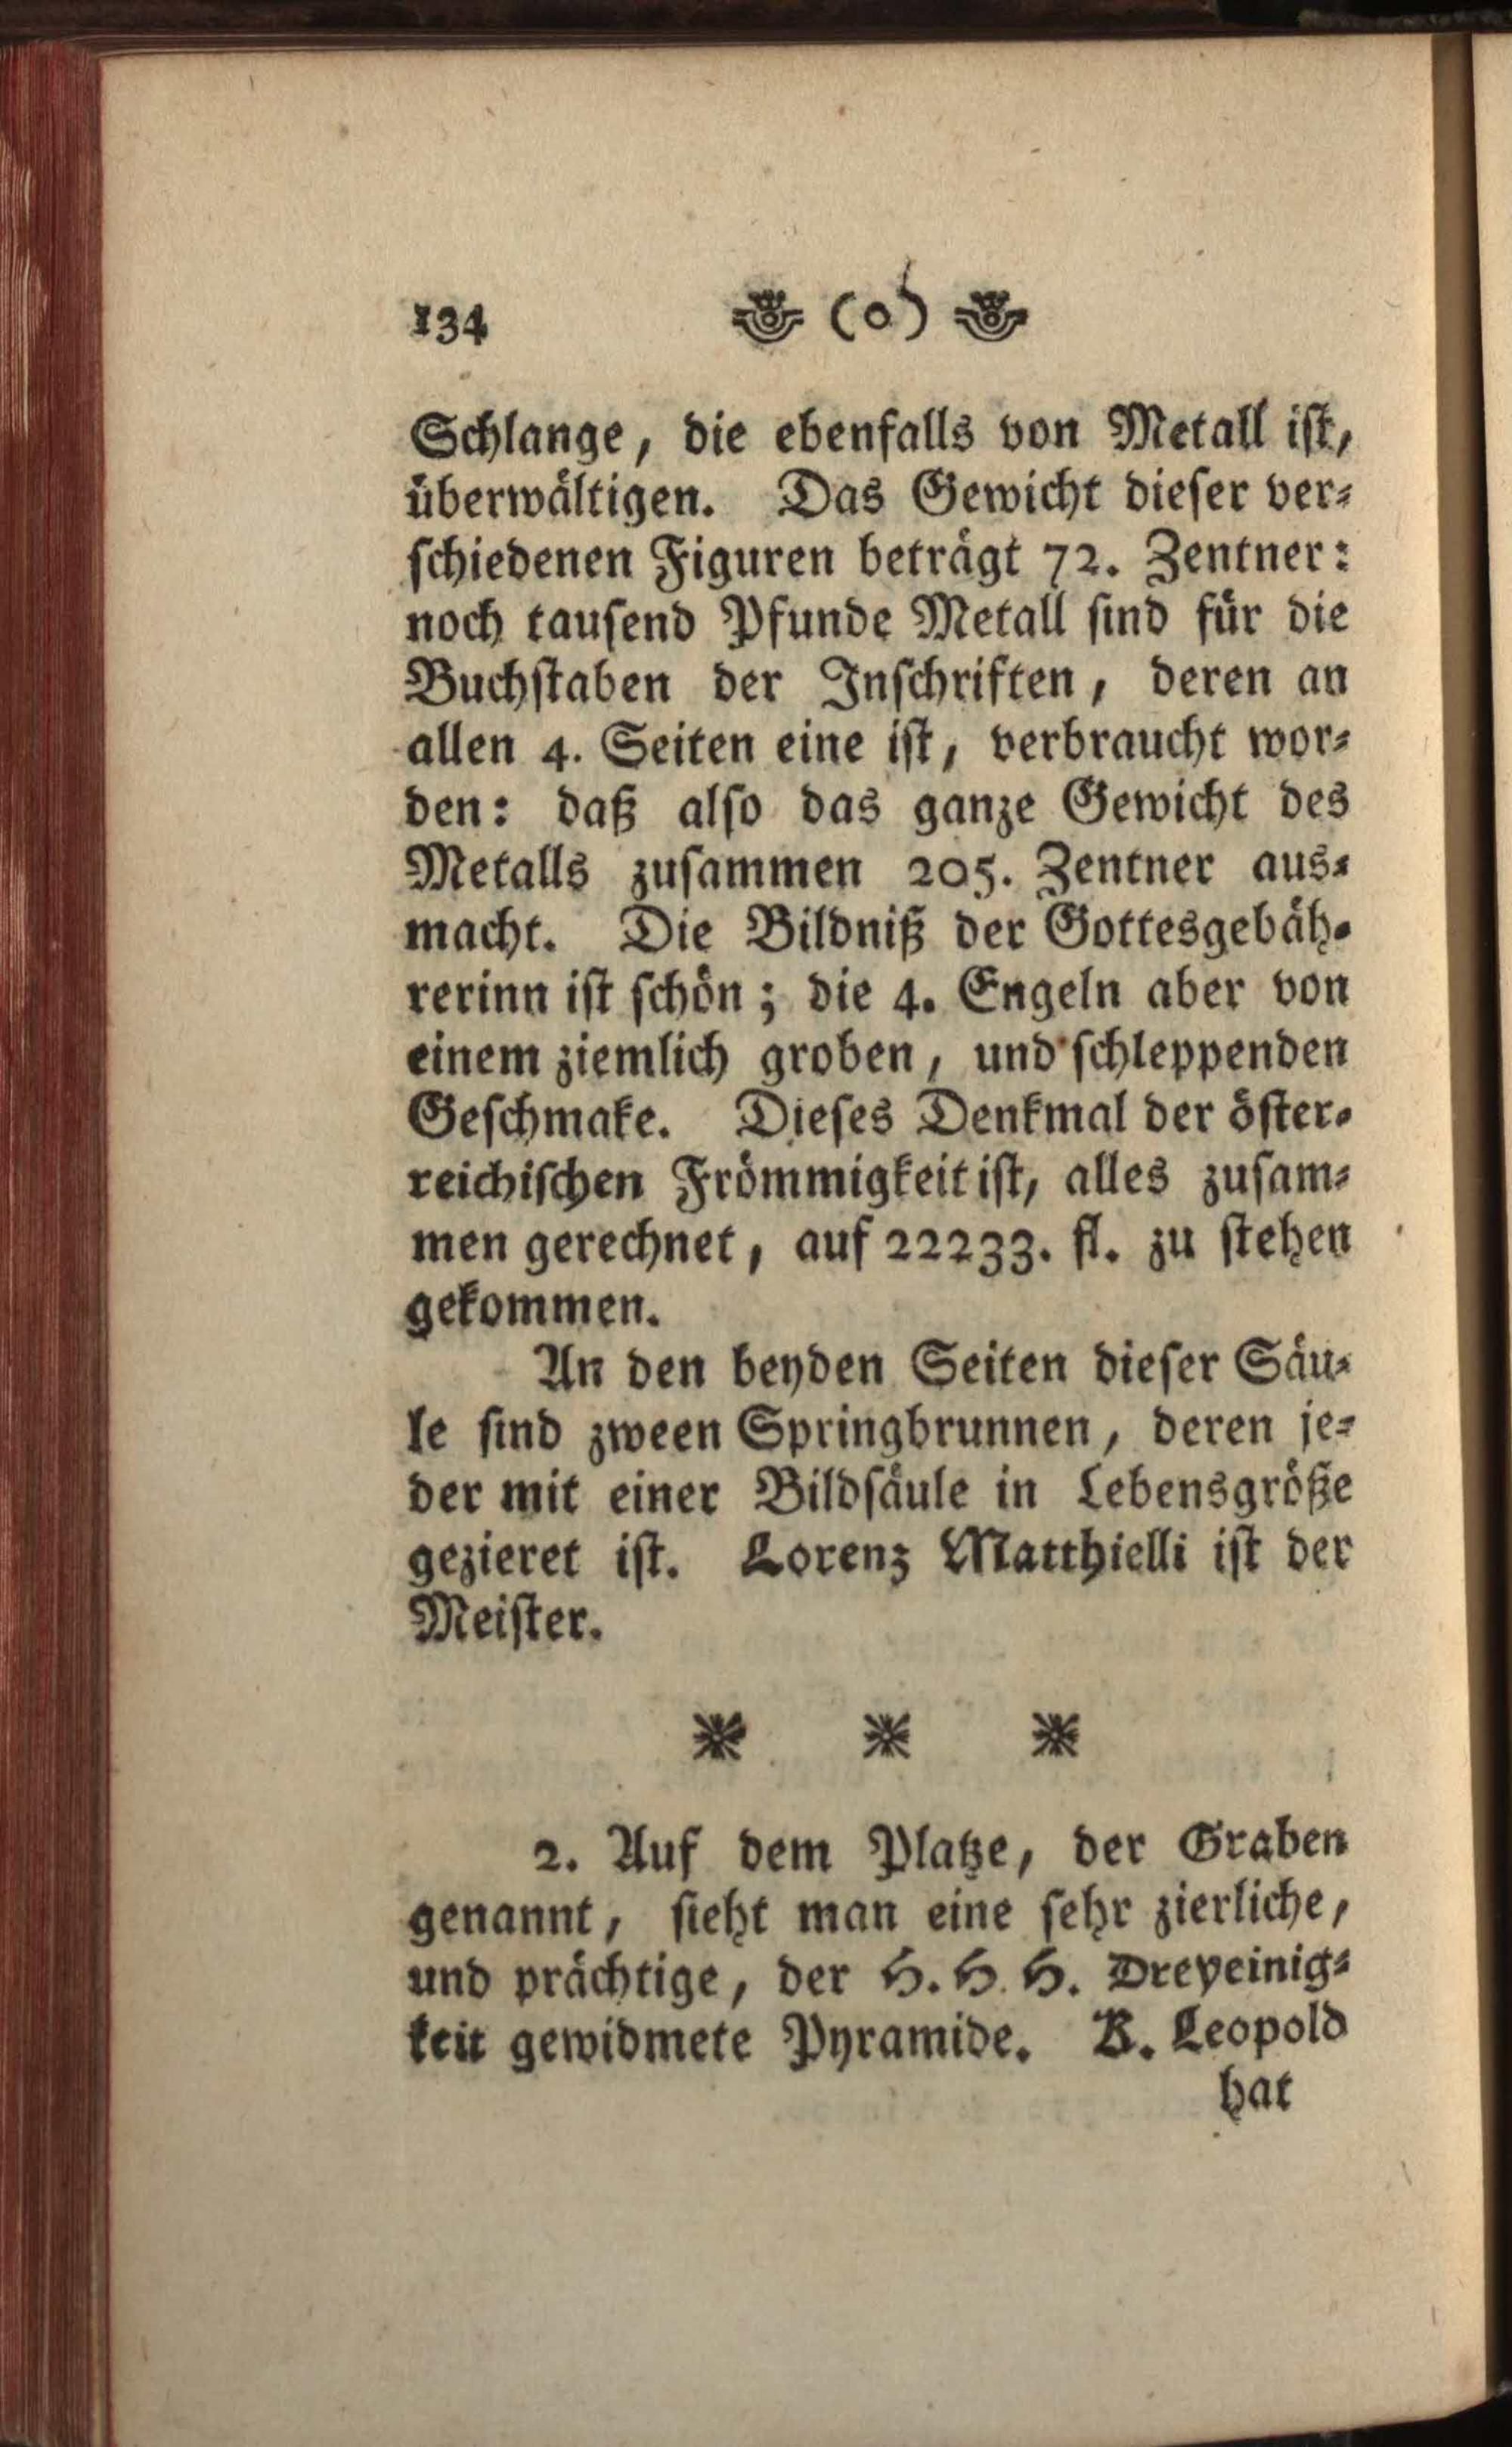 134 (o)
Schlange, die ebenfalls von Metall ist,
überwältigen. Das Gewicht dieser ver-
schiedenen Figuren beträgt 72. Zentner:
noch tausend Pfunde Metall sind für die
Buchstaben der Inschriften, deren an
allen 4. Seiten eine ist, verbraucht wor-
den: daß also das ganze Gewicht des
Metalls zusammen 205. Zentner aus-
macht. Die Bildniß der Gottesgebäh-
rerinn ist schön; die 4. Engeln aber von
einem ziemlich groben, und schleppenden
Geschmake. Dieses Denkmal der öster-
reichischen Frömmigkeit ist, alles zusam-
men gerechnet, auf 22233. fl. zu stehen
gekommen.
An den beyden Seiten dieser Säu-
le sind zween Springbrunnen, deren je-
der mit einer Bildsäule in Lebensgröße
gezieret ist. Lorenz Matthielli ist der
Meister.
* * *
2. Auf dem Platze, der Graben
genannt, sieht man eine sehr zierliche,
und prächtige, der H. H. H. Dreyeinig-
keit gewidmete Pyramide. K. Leopold
hat